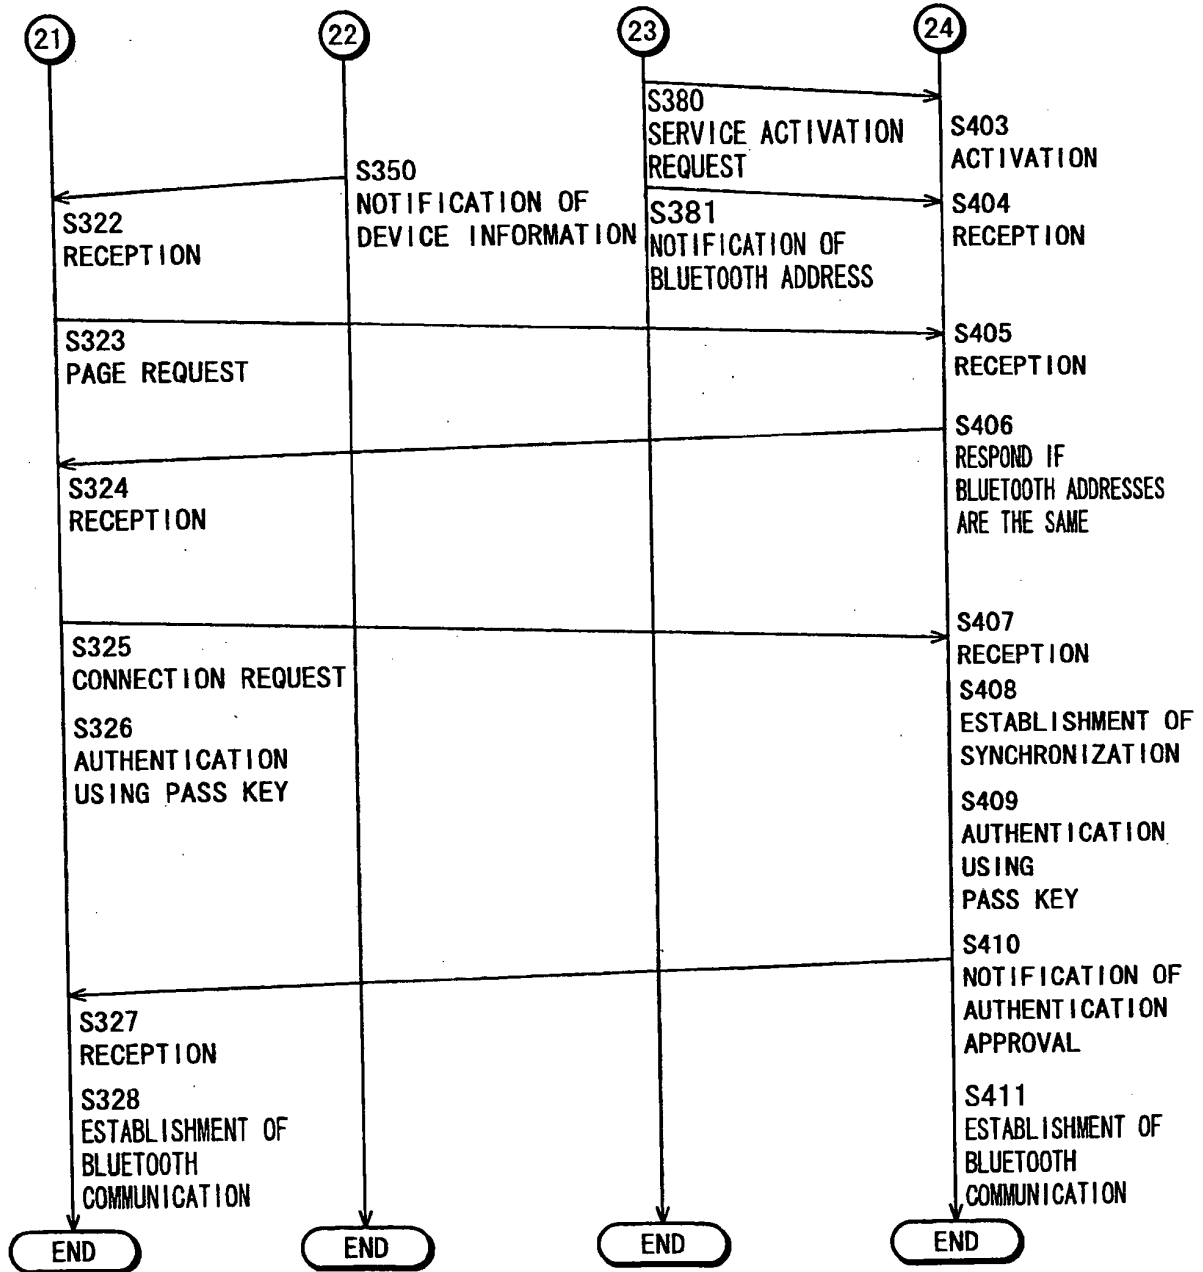 21
22
23
24
S380
SERVICE ACTIVATION
REQUEST
S403
ACTIVATION
S350
NOTIFICATION OF
DEVICE INFORMATION
S322
RECEPTION
S381
NOTIFICATION OF
BLUETOOTH ADDRESS
S404
RECEPTION
S323
PAGE REQUEST
S405
RECEPTION
S406
RESPOND IF
BLUETOOTH ADDRESSES
ARE THE SAME
S324
RECEPTION
S325
CONNECTION REQUEST
S407
RECEPTION
S326
AUTHENTICATION
USING PASS KEY
S408
ESTABLISHMENT OF
SYNCHRONIZATION
S409
AUTHENTICATION
USING
PASS KEY
S410
NOTIFICATION OF
AUTHENTICATION
APPROVAL
S327
RECEPTION
S328
ESTABLISHMENT OF
BLUETOOTH
COMMUNICATION
S411
ESTABLISHMENT OF
BLUETOOTH
COMMUNICATION
END
END
END
END